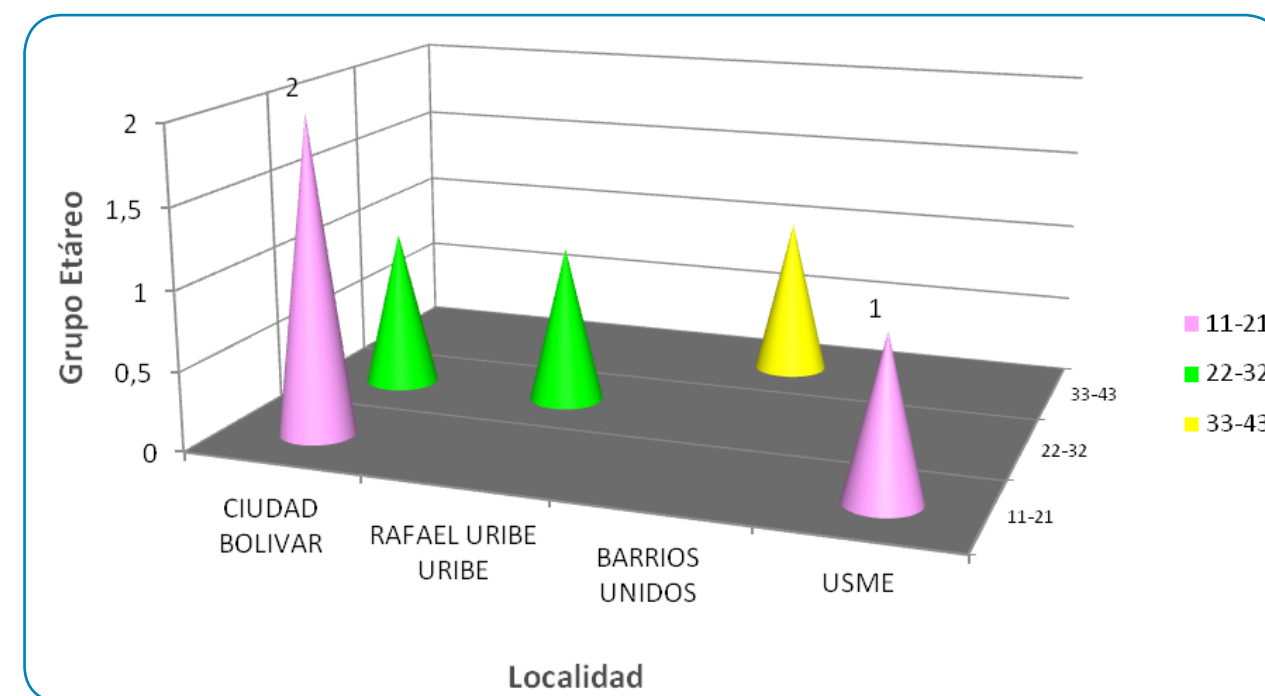 2
2
1,5
1
0,5
0
Grupo Etáreo
1
11-21
22-32
33-43
33-43
22-32
11-21
CIUDAD
BOLIVAR
RAFAEL URIBE
URIBE
BARRIOS
UNIDOS
USME
Localidad